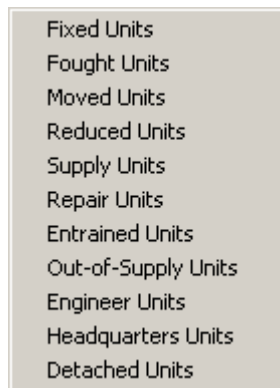 Fixed Units
Fought Units
Moved Units
Reduced Units
Supply Units
Repair Units
Entrained Units
Out-of-Supply Units
Engineer Units
Headquarters Units
Detached Units